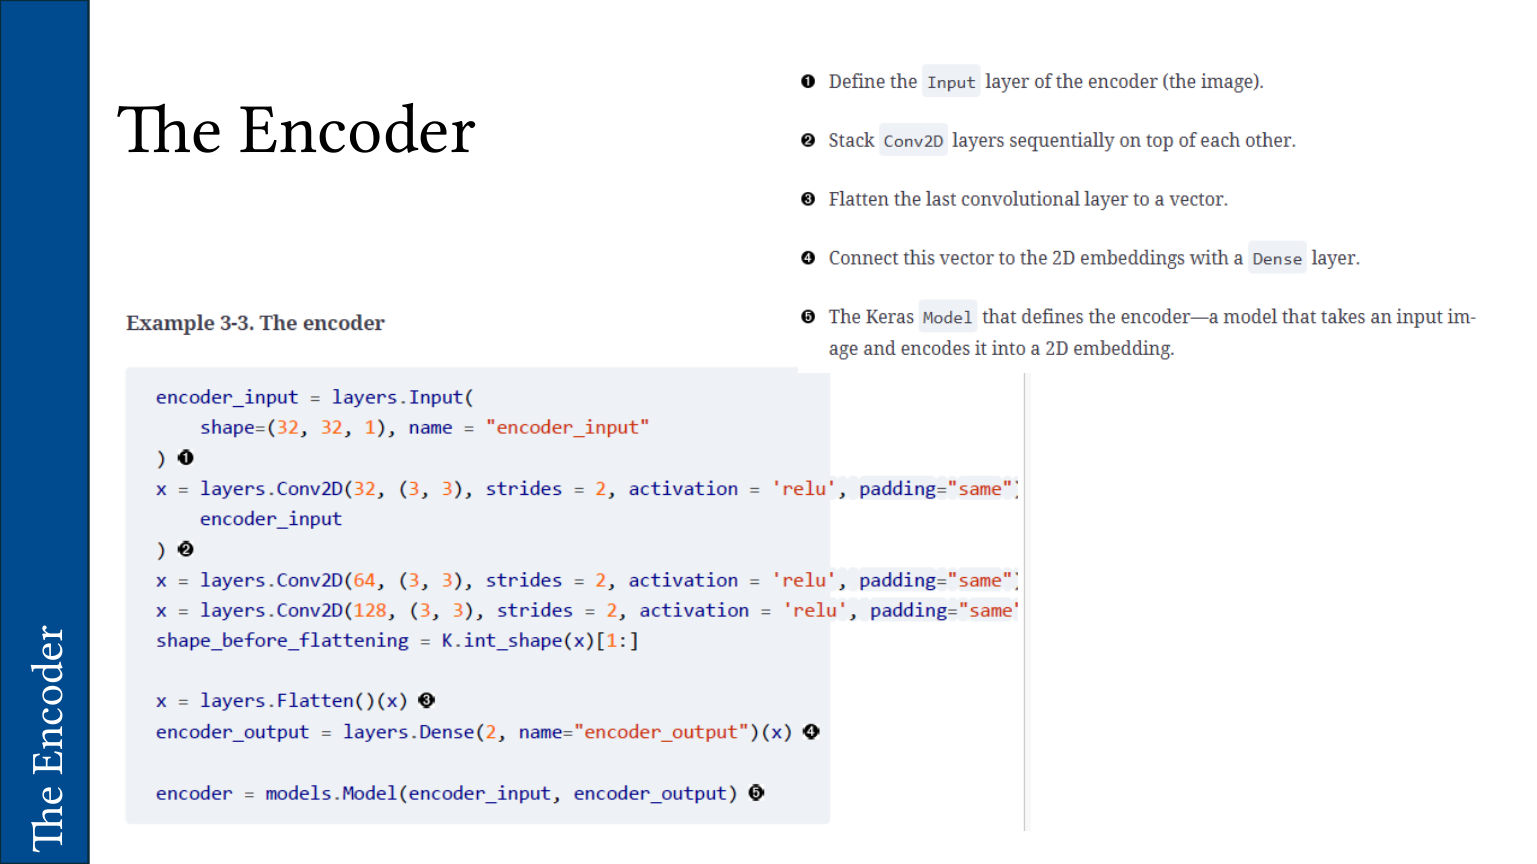 The Encoder
❶ Define the Input layer of the encoder (the image).
❷ Stack Conv2D layers sequentially on top of each other.
❸ Flatten the last convolutional layer to a vector.
❹ Connect this vector to the 2D embeddings with a Dense layer.
❺ The Keras Model that defines the encoder—a model that takes an input im-
age and encodes it into a 2D embedding.
Example 3-3. The encoder
encoder_input = layers.Input(
    shape=(32, 32, 1), name = "encoder_input"
) ❶
x = layers.Conv2D(32, (3, 3), strides = 2, activation = 'relu', padding="same")
    encoder_input
) ❷
x = layers.Conv2D(64, (3, 3), strides = 2, activation = 'relu', padding="same")
x = layers.Conv2D(128, (3, 3), strides = 2, activation = 'relu', padding="same'
shape_before_flattening = K.int_shape(x)[1:]
x = layers.Flatten()(x) ❸
encoder_output = layers.Dense(2, name="encoder_output")(x) ❹
encoder = models.Model(encoder_input, encoder_output) ❺
The Encoder